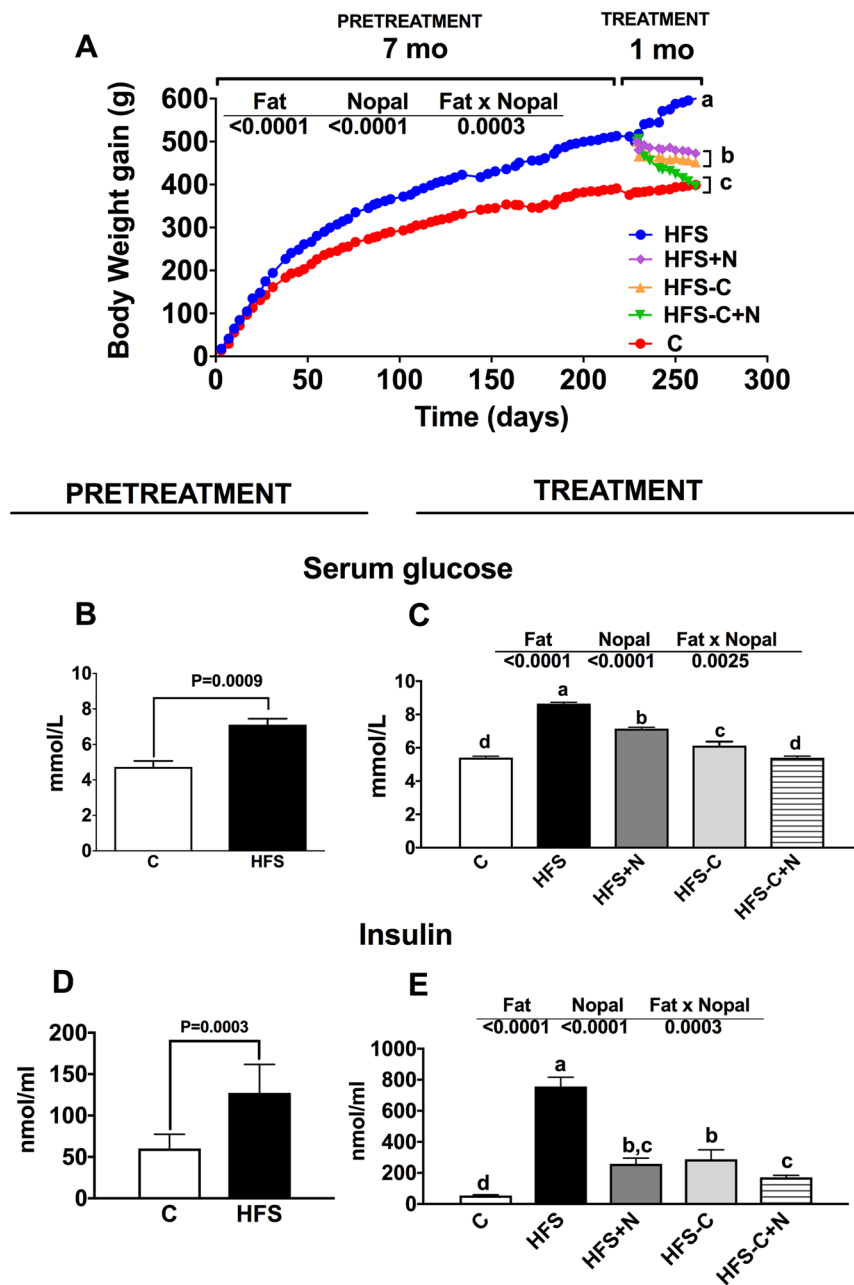 PRETREATMENT
TREATMENT
A
7 mo
1 mo
Fat Nopal Fat x Nopal
<0.0001 <0.0001 0.0003
Body Weight gain (g)
600
500
400
300
200
100
0
a
b
c
HFS
HFS+N
HFS-C
HFS-C+N
C
0 50 100 150 200 250 300
Time (days)
PRETREATMENT
TREATMENT
Serum glucose
B
P=0.0009
mmol/L
10
8
6
4
2
0
C HFS
C
Fat Nopal Fat x Nopal
<0.0001 <0.0001 0.0025
mmol/L
10
8
6
4
2
0
d a b c d
C HFS HFS+N HFS-C HFS-C+N
Insulin
D
P=0.0003
nmol/ml
200
150
100
50
0
C HFS
E
Fat Nopal Fat x Nopal
<0.0001 <0.0001 0.0003
nmol/ml
1000
800
600
400
200
0
d a b,c b c
C HFS HFS+N HFS-C HFS-C+N